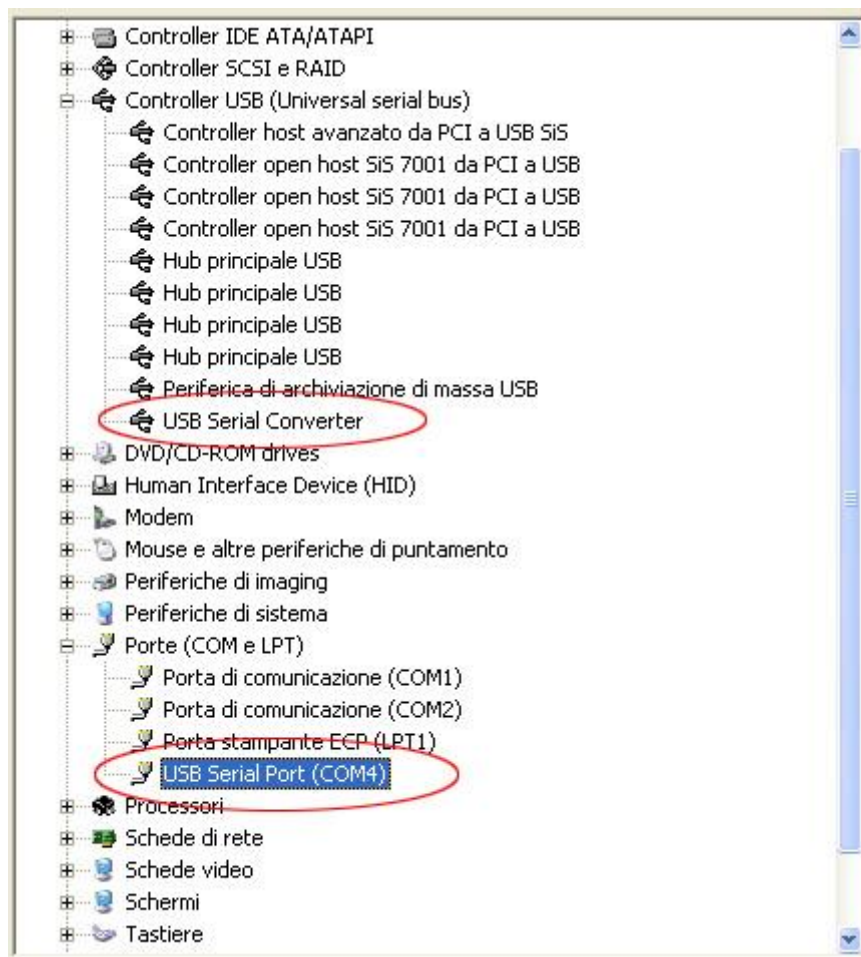 Controller IDE ATA/ATAPI
Controller SCSI e RAID
Controller USB (Universal serial bus)
Controller host avanzato da PCI a USB SiS
Controller open host SiS 7001 da PCI a USB
Controller open host SiS 7001 da PCI a USB
Controller open host SiS 7001 da PCI a USB
Hub principale USB
Hub principale USB
Hub principale USB
Hub principale USB
Periferica di archiviazione di massa USB
USB Serial Converter
DVD/CD-ROM drives
Human Interface Device (HID)
Modem
Mouse e altre periferiche di puntamento
Periferiche di imaging
Periferiche di sistema
Porte (COM e LPT)
Porta di comunicazione (COM1)
Porta di comunicazione (COM2)
Porta stampante ECP (LPT1)
USB Serial Port (COM4)
Processori
Schede di rete
Schede video
Schermi
Tastiere